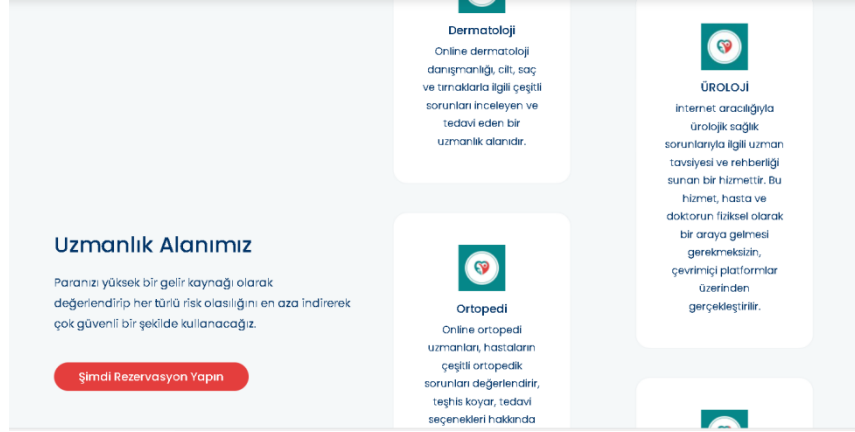 Uzmanlık Alanımız
Paranızı yüksek bir gelir kaynağı olarak
değerlendirip her türlü risk olasılığını en aza indirerek
çok güvenli bir şekilde kullanacağız.
Şimdi Rezervasyon Yapın
Dermatoloji
Online dermatoloji
danışmanlığı, cilt, saç
ve tırnaklarla ilgili çeşitli
sorunları inceleyen ve
tedavi eden bir
uzmanlık alanıdır.
Ortopedi
Online ortopedi
uzmanları, hastaların
çeşitli ortopedik
sorunları değerlendirir,
teşhis koyar, tedavi
seçenekleri hakkında
ÜROLOJİ
internet aracılığıyla
ürolojik sağlık
sorunlarıyla ilgili uzman
tavsiyesi ve rehberliği
sunan bir hizmettir. Bu
hizmet, hasta ve
doktorun fiziksel olarak
bir araya gelmesi
gerekmeksizin,
çevrimiçi platformlar
üzerinden
gerçekleştirilir.